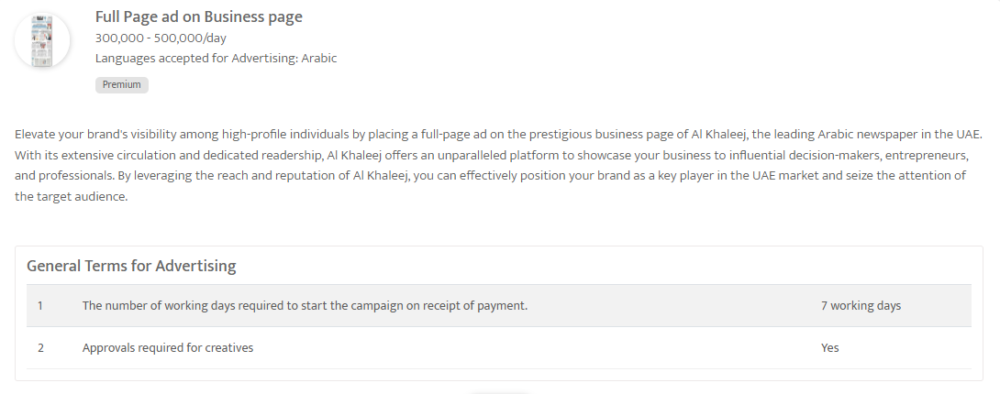 Full Page ad on Business page
300,000 - 500,000/day
Languages accepted for Advertising: Arabic
Premium
Elevate your brand's visibility among high-profile individuals by placing a full-page ad on the prestigious business page of Al Khaleej, the leading Arabic newspaper in the UAE.
With its extensive circulation and dedicated readership, Al Khaleej offers an unparalleled platform to showcase your business to influential decision-makers, entrepreneurs,
and professionals. By leveraging the reach and reputation of Al Khaleej, you can effectively position your brand as a key player in the UAE market and seize the attention of
the target audience.
General Terms for Advertising
1 The number of working days required to start the campaign on receipt of payment. 7 working days
2 Approvals required for creatives Yes